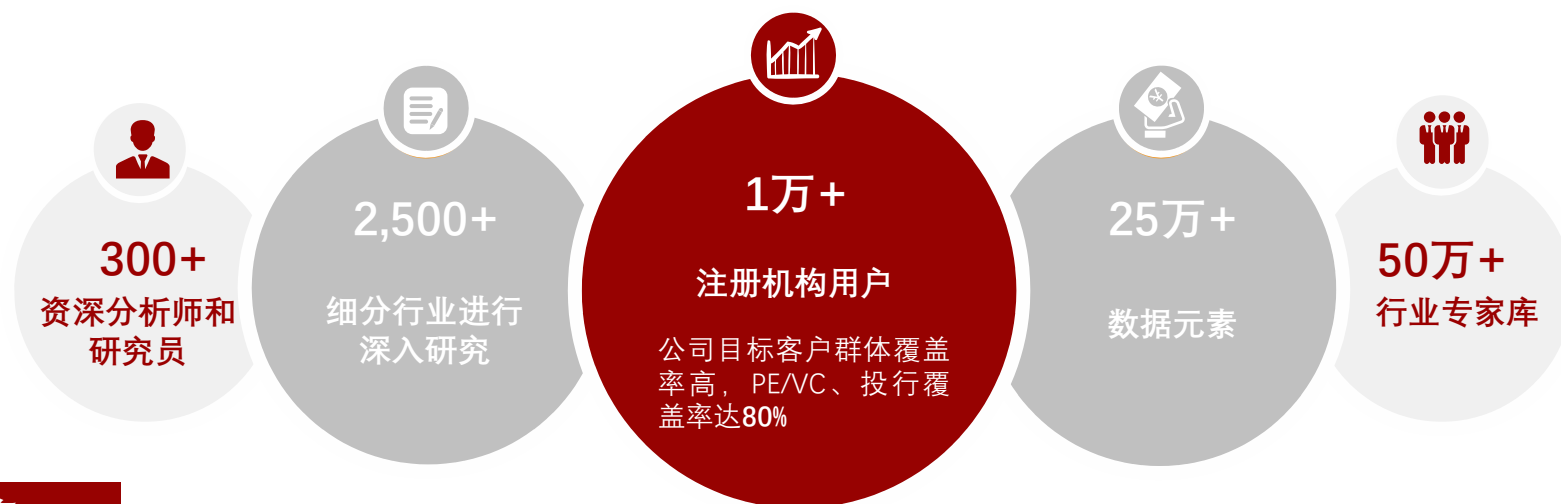 300+
资深分析师和
研究员
2,500+
细分行业进行
深入研究
1万+
注册机构用户
公司目标客户群体覆盖
率高，PE/VC、投行覆
盖率达80%
25万+
数据元素
50万+
行业专家库